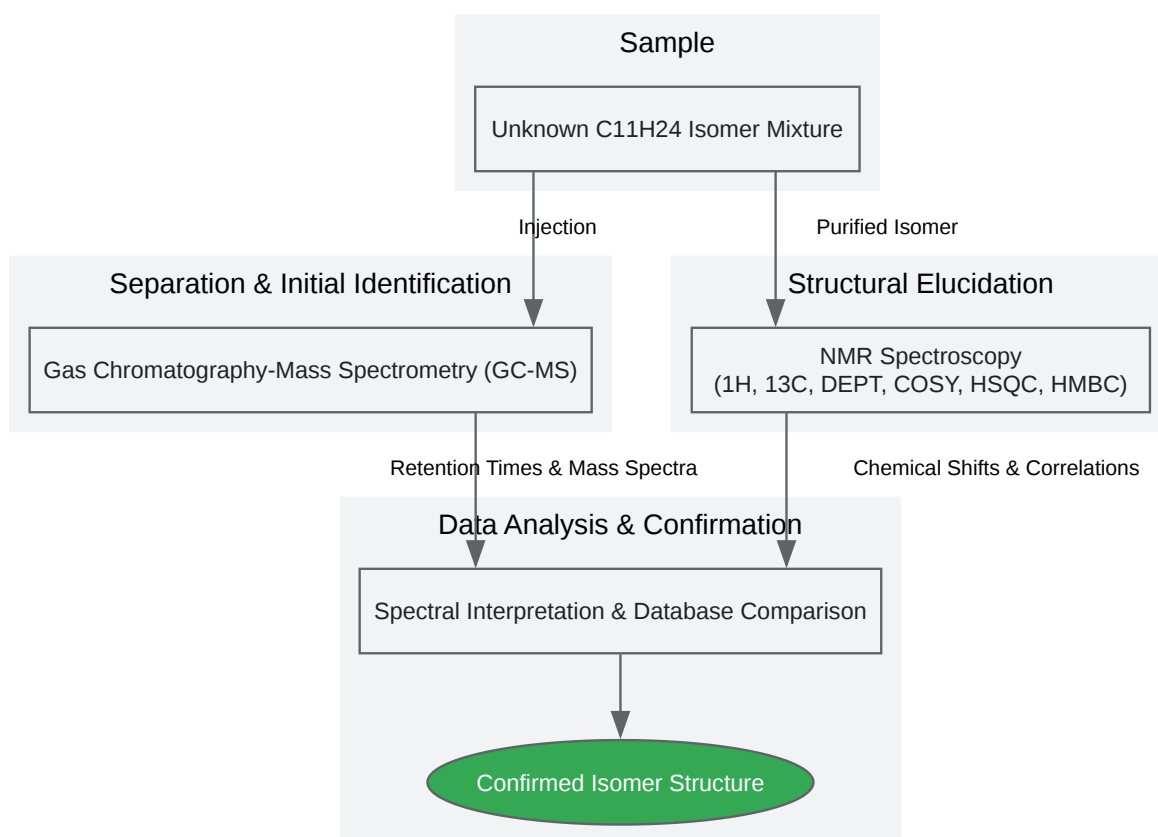 Sample
Unknown C11H24 Isomer Mixture
Injection
Purified Isomer
Separation & Initial Identification
Structural Elucidation
Gas Chromatography-Mass Spectrometry (GC-MS)
NMR Spectroscopy
(1H, 13C, DEPT, COSY, HSQC, HMBC)
Retention Times & Mass Spectra
Chemical Shifts & Correlations
Data Analysis & Confirmation
Spectral Interpretation & Database Comparison
Confirmed Isomer Structure